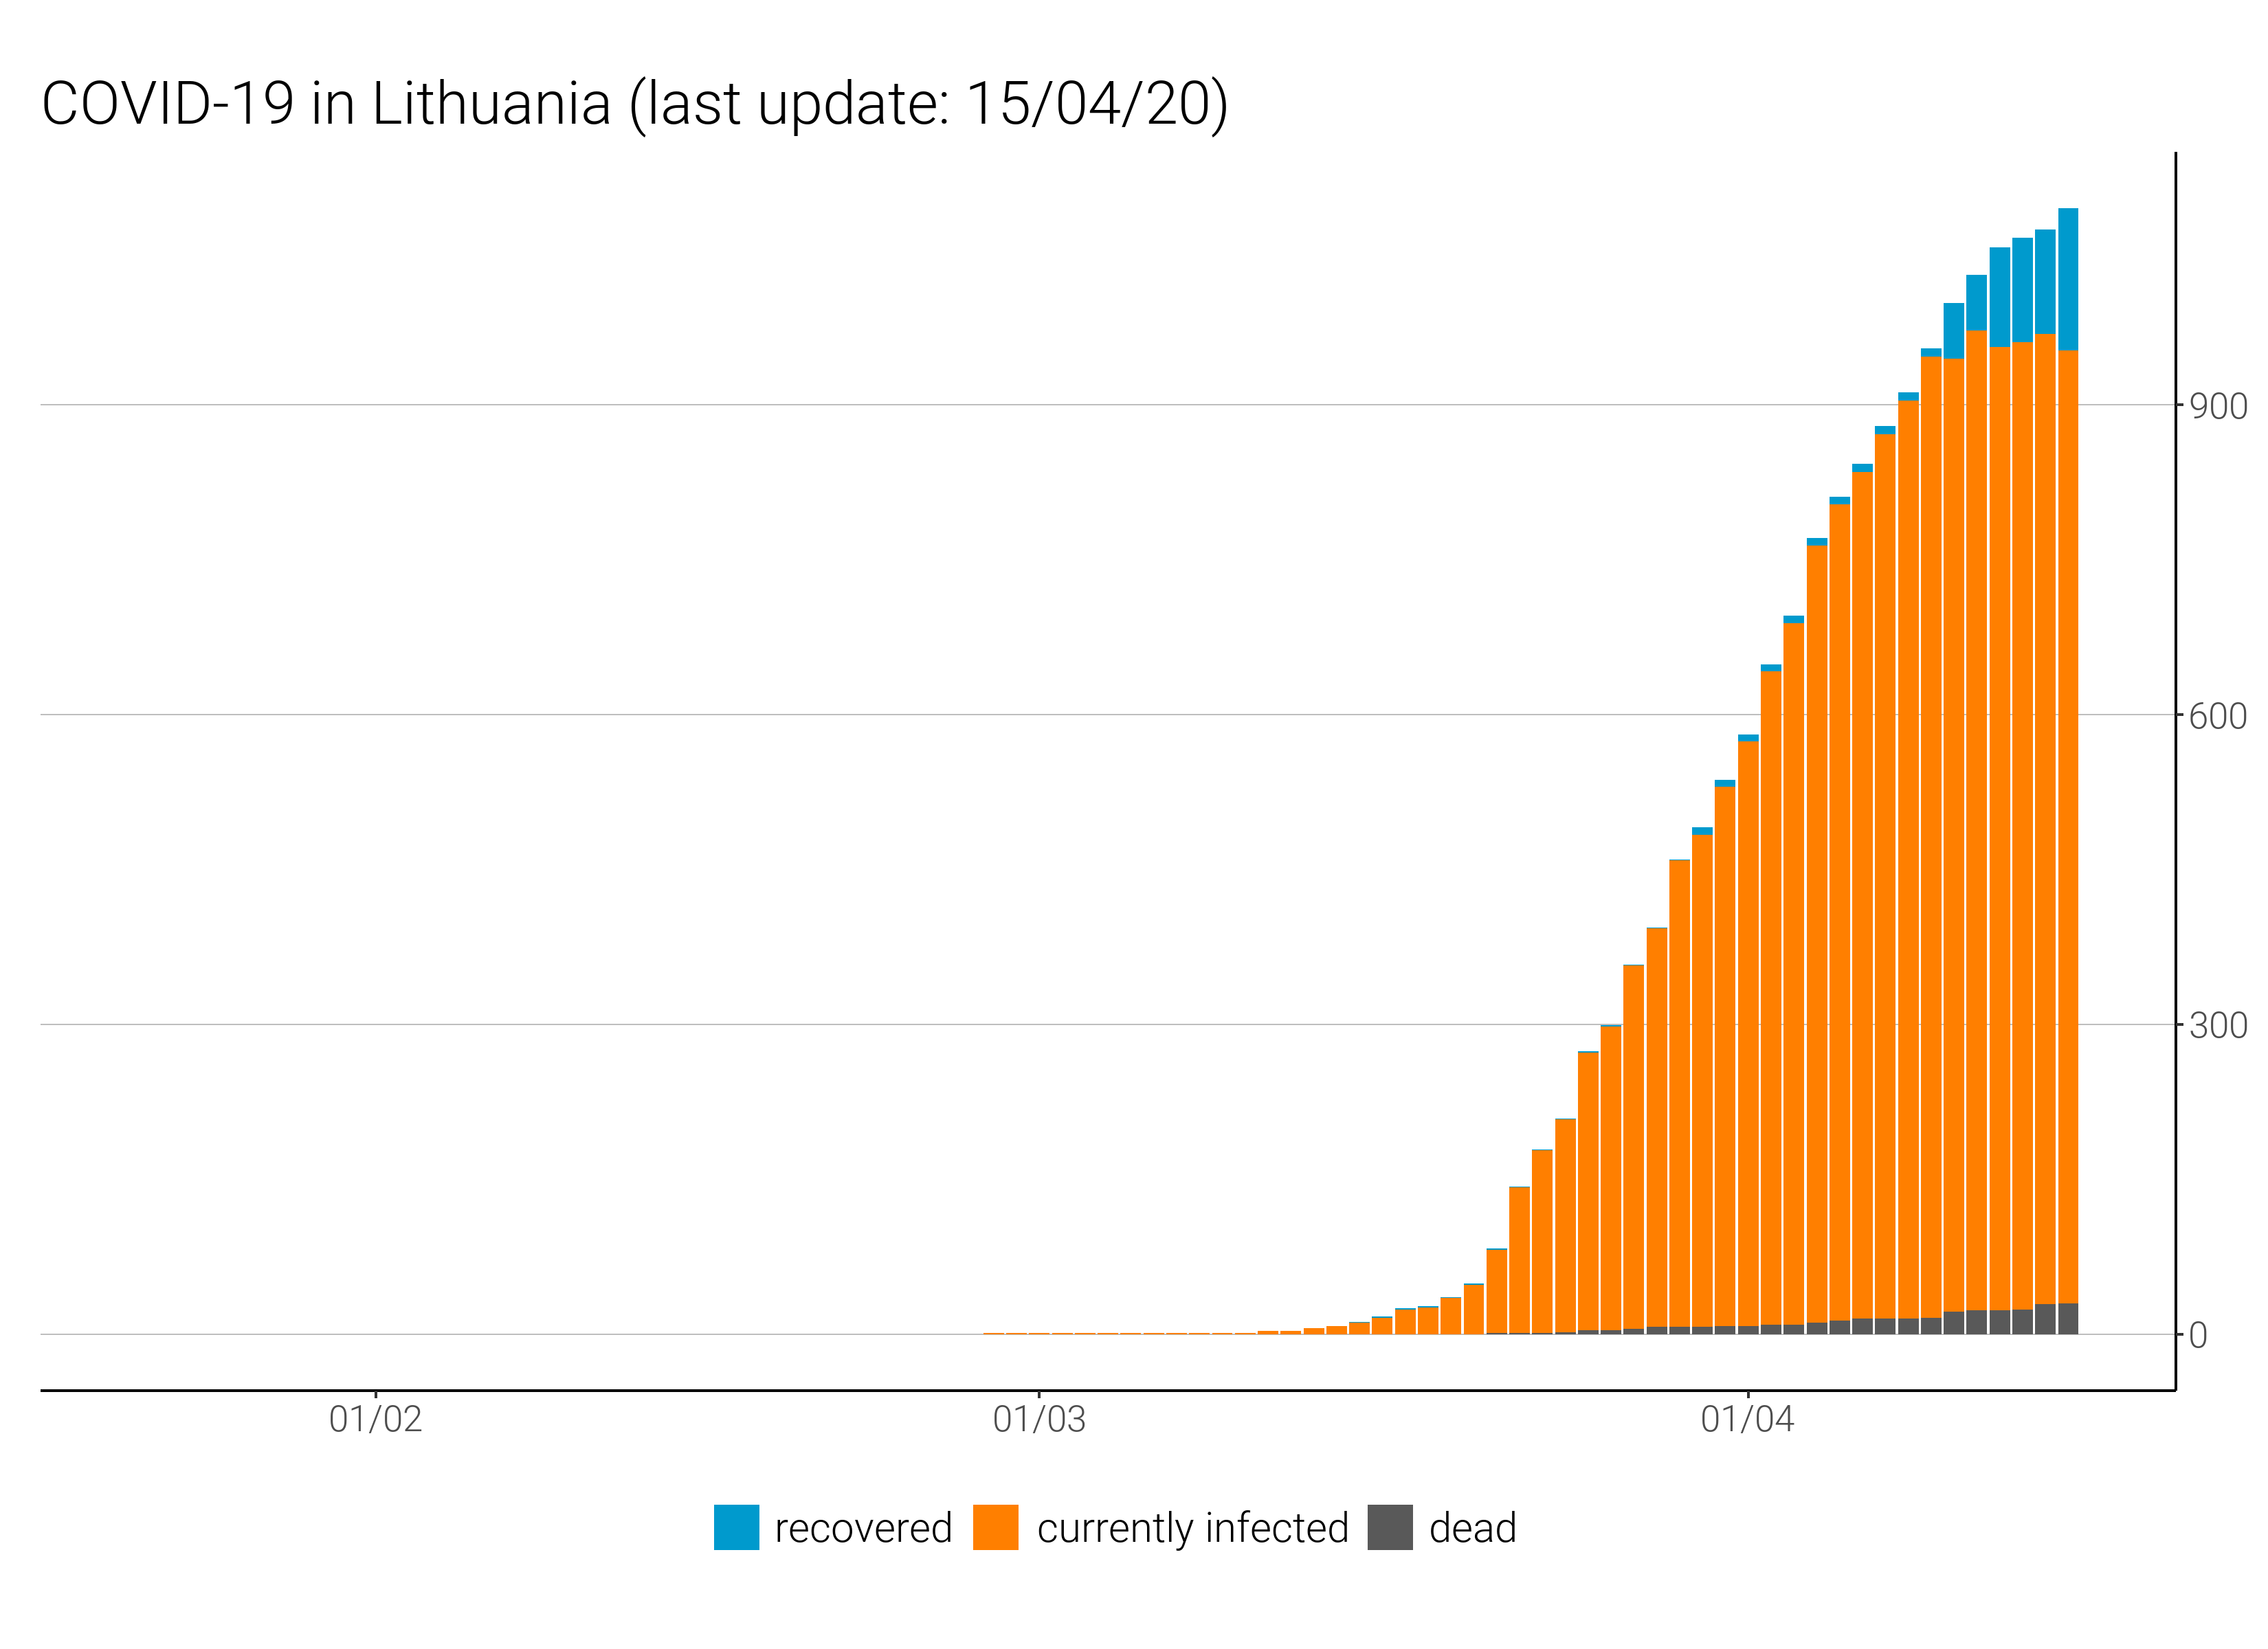 COVID-19 in Lithuania (last update: 15/04/20)
900
600
300
0
01/02 01/03 01/04
recovered currently infected dead